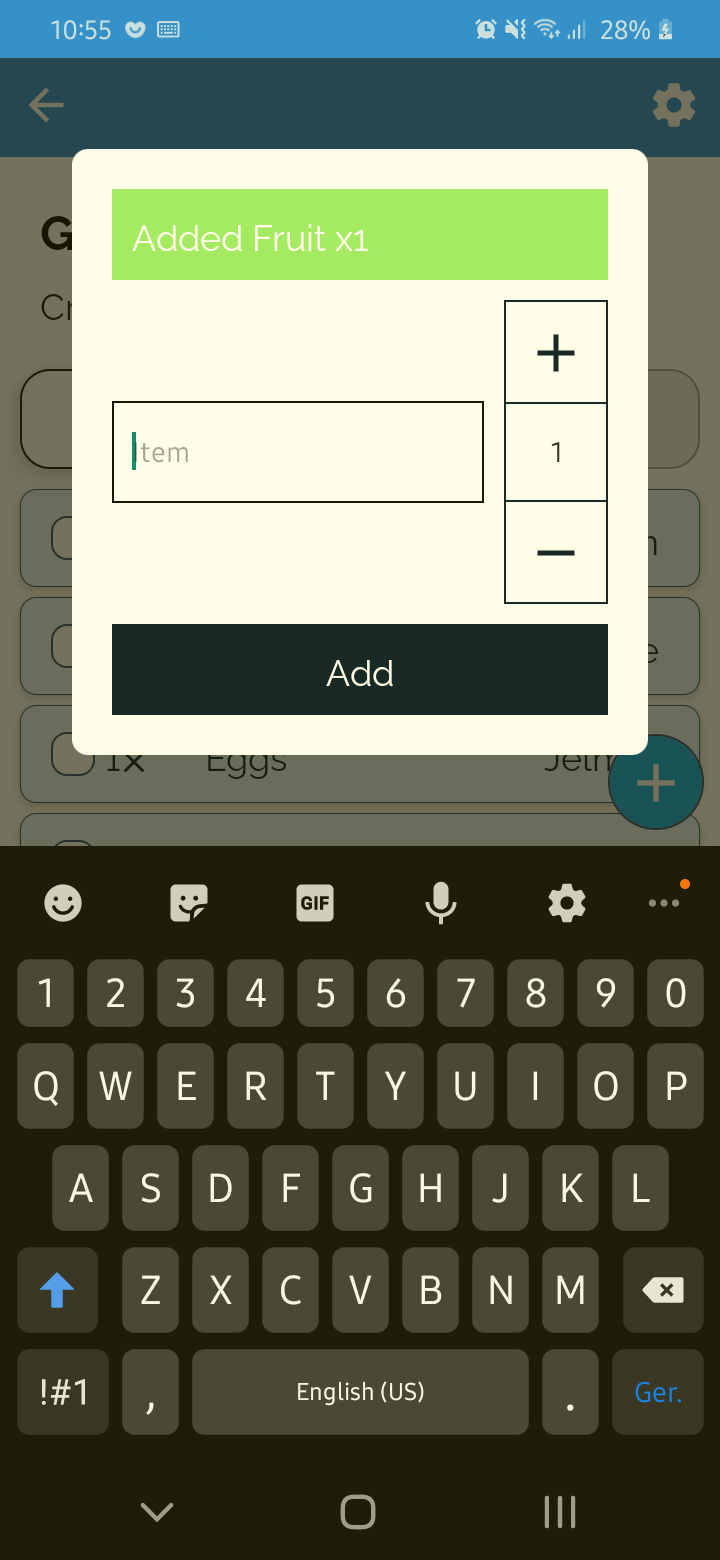 10:55 28%
G
Cr
Added Fruit x1
Item
1
Add
n
e
1x Eggs
GIF
1 2 3 4 5 6 7 8 9 0
Q W E R T Y U I O P
A S D F G H J K L
Z X C V B N M
!#1 , English (US) . Ger.